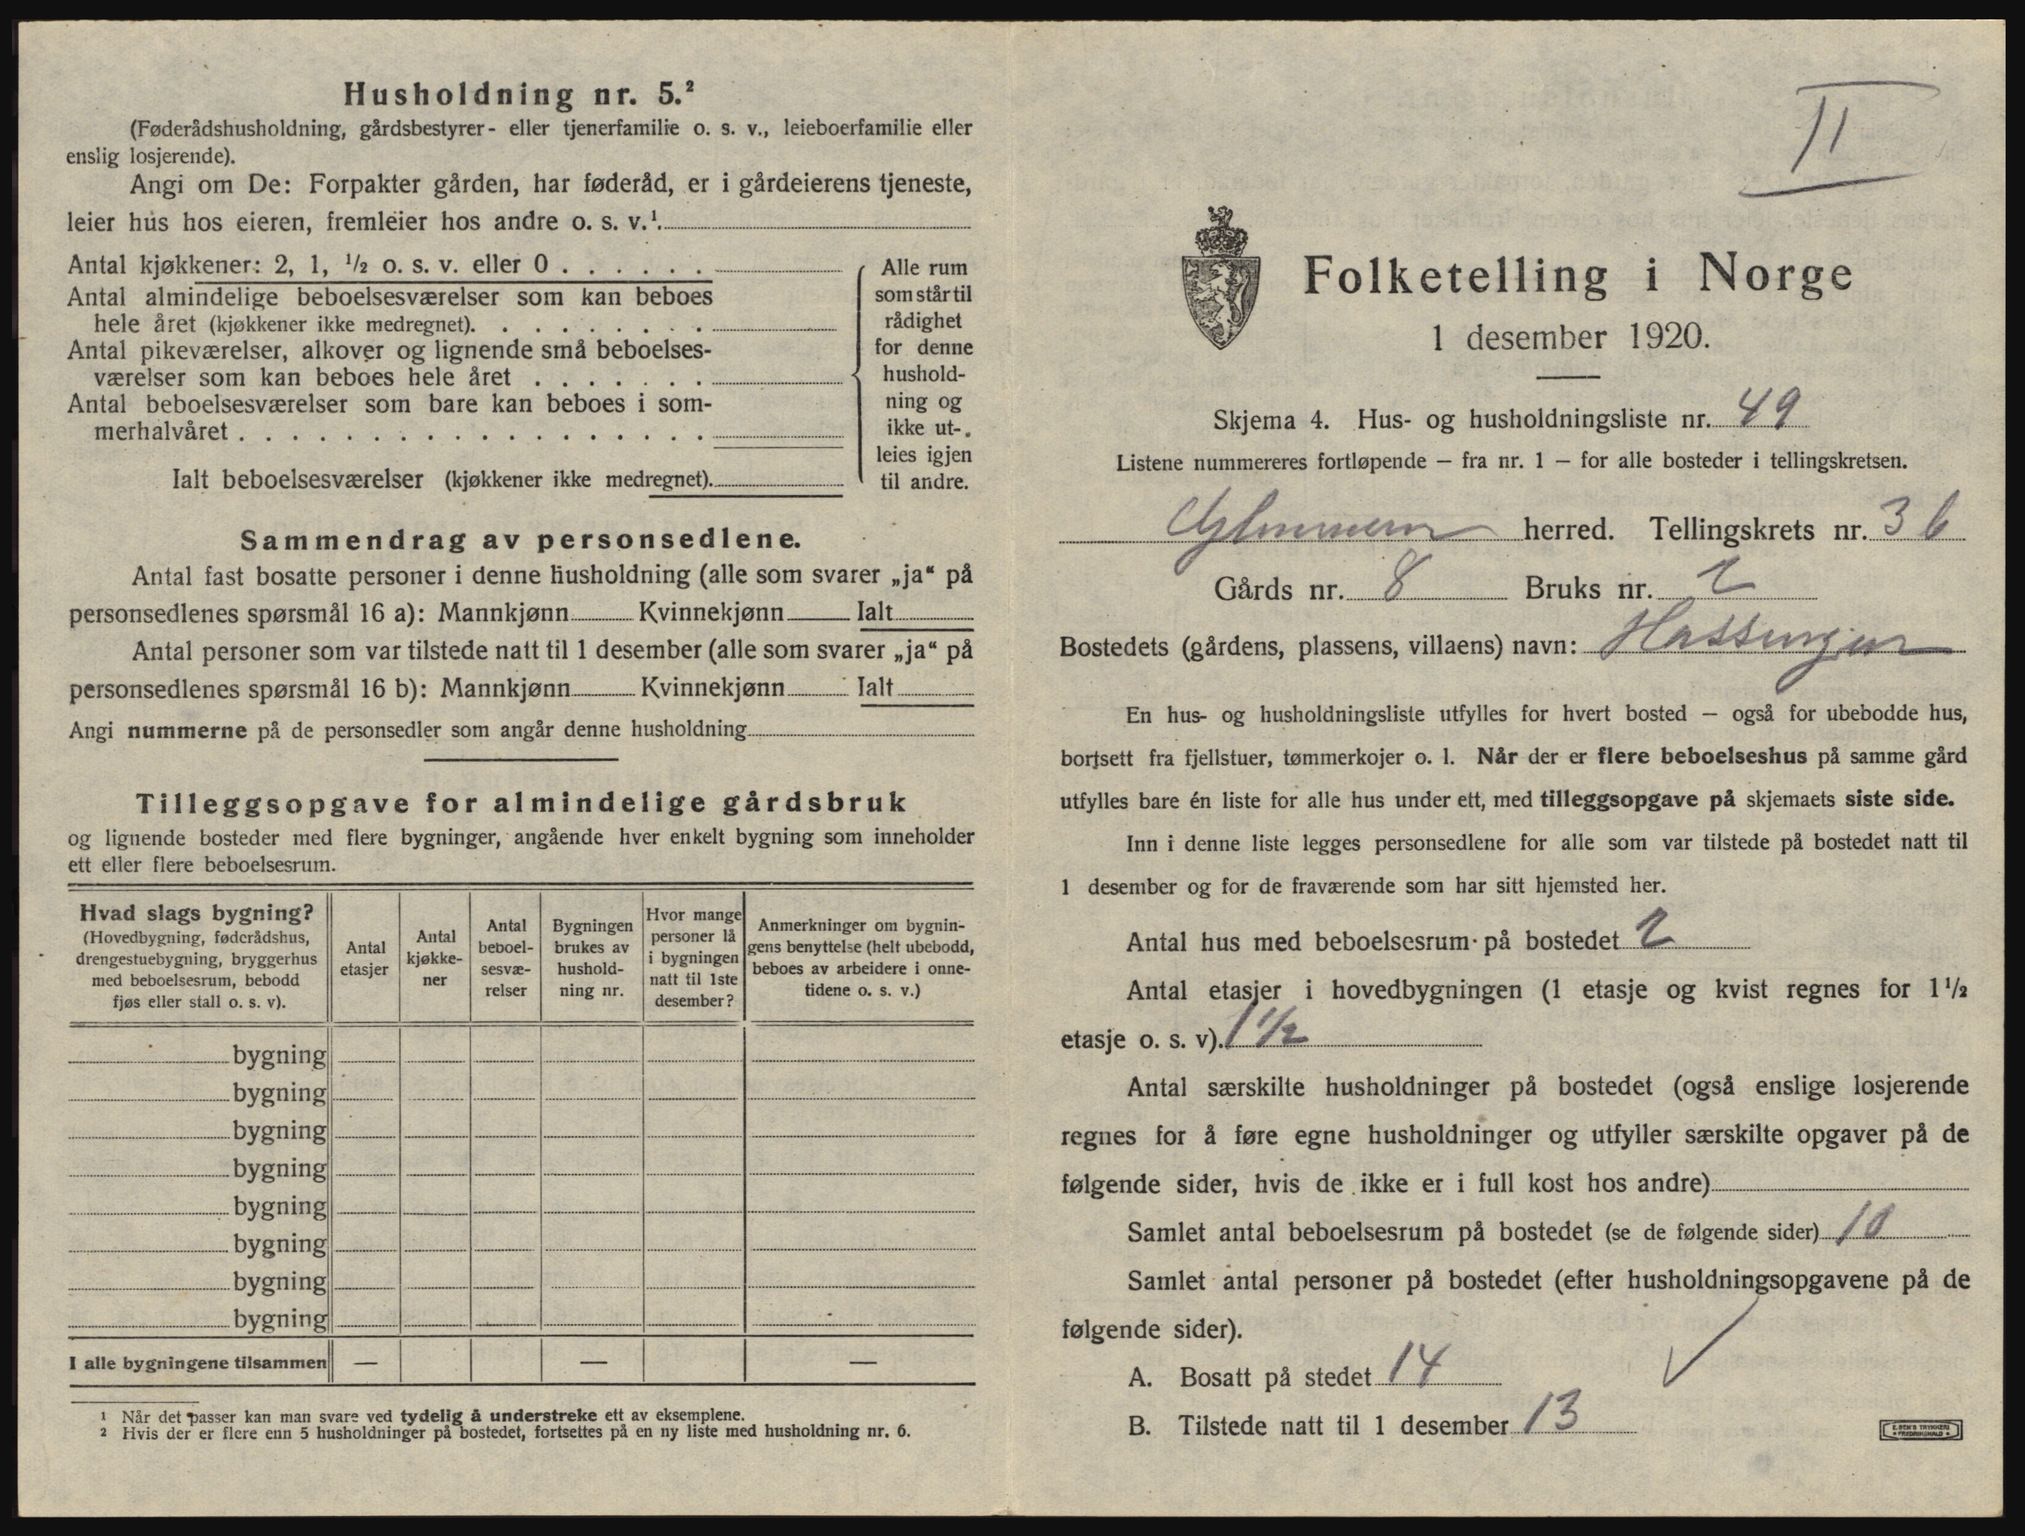 Husholdning nr. 5.²
(Føderådshusholdning, gårdsbestyrer- eller tjenerfamilie o. s. v., leieboerfamilie eller
enslig losjerende).
Angi om De: Forpakter gården, har føderåd, er i gårdeierens tjeneste,
leier hus hos eieren, fremleier hos andre o. s. v.¹.
Antal kjøkkener: 2, 1, ½ o. s. v. eller 0 . . . . . .
Antal almindelige beboelsesværelser som kan beboes
hele året (kjøkkener ikke medregnet). . . . . . . . .
Antal pikeværelser, alkover og lignende små beboelses-
værelser som kan beboes hele året . . . . . . .
Antal beboelsesværelser som bare kan beboes i som-
merhalvåret . . . . . . . . . . . . . . . . . .
Ialt beboelsesværelser (kjøkkener ikke medregnet).
Alle rum
som står til
rådighet
for denne
hushold-
ning og
ikke ut-
leies igjen
til andre.
Sammendrag av personsedlene.
Antal fast bosatte personer i denne husholdning (alle som svarer „ja“ på
personsedlenes spørsmål 16 a): Mannkjønn Kvinnekjønn Ialt
Antal personer som var tilstede natt til 1 desember (alle som svarer „ja“ på
personsedlenes spørsmål 16 b): Mannkjønn Kvinnekjønn Ialt
Angi nummerne på de personsedler som angår denne husholdning
Tilleggsopgave for almindelige gårdsbruk
og lignende bosteder med flere bygninger, angående hver enkelt bygning som inneholder
ett eller flere beboelsesrum.
Hvad slags bygning?
(Hovedbygning, føderådshus,
drengestuebygning, bryggerhus
med beboelsesrum, bebodd
fjøs eller stall o. s. v).
Antal
etasjer
Antal
kjøkke-
ner
Antal
beboel-
sesvæ-
relser
Bygningen
brukes av
hushold-
ning nr.
Hvor mange
personer lå
i bygningen
natt til 1ste
desember?
Anmerkninger om bygnin-
gens benyttelse (helt ubebodd,
beboes av arbeidere i onne-
tidene o. s. v.)
bygning
bygning
bygning
bygning
bygning
bygning
bygning
bygning
I alle bygningene tilsammen — — —
¹ Når det passer kan man svare ved tydelig å understreke ett av eksemplene.
² Hvis der er flere enn 5 husholdninger på bostedet, fortsettes på en ny liste med husholdning nr. 6.
II
Folketelling i Norge
1 desember 1920.
Skjema 4. Hus- og husholdningsliste nr. 49
Listene nummereres fortløpende — fra nr. 1 — for alle bosteder i tellingskretsen.
Glemmen herred. Tellingskrets nr. 3 b
Gårds nr. 8 Bruks nr. 2
Bostedets (gårdens, plassens, villaens) navn:
En hus- og husholdningsliste utfylles for hvert bosted — også for ubebodde hus,
bortsett fra fjellstuer, tømmerkojer o. l. Når der er flere beboelseshus på samme gård
utfylles bare én liste for alle hus under ett, med tilleggsopgave på skjemaets siste side.
Inn i denne liste legges personsedlene for alle som var tilstede på bostedet natt til
1 desember og for de fraværende som har sitt hjemsted her.
Antal hus med beboelsesrum på bostedet 2
Antal etasjer i hovedbygningen (1 etasje og kvist regnes for 1½
etasje o. s. v). 1 ½
Antal særskilte husholdninger på bostedet (også enslige losjerende
regnes for å føre egne husholdninger og utfyller særskilte opgaver på de
følgende sider, hvis de ikke er i full kost hos andre)
Samlet antal beboelsesrum på bostedet (se de følgende sider) 10
Samlet antal personer på bostedet (efter husholdningsopgavene på de
følgende sider).
A. Bosatt på stedet 14
B. Tilstede natt til 1 desember 13